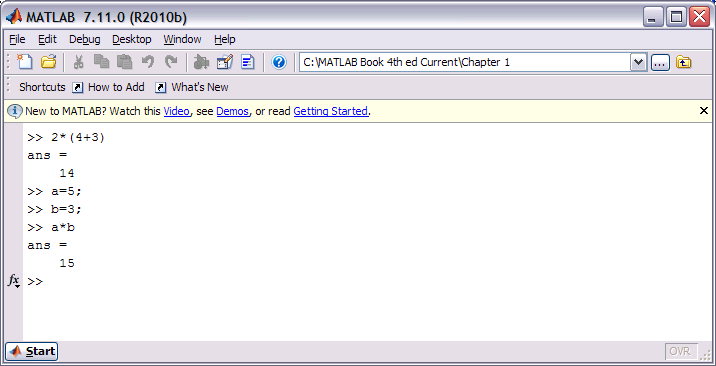 MATLAB 7.11.0 (R2010b)
File Edit Debug Desktop Window Help
C:\MATLAB Book 4th ed Current\Chapter 1 ...
Shortcuts How to Add What's New
New to MATLAB? Watch this Video, see Demos, or read Getting Started.
>> 2*(4+3)
ans =
    14
>> a=5;
>> b=3;
>> a*b
ans =
    15
fx >>
Start OVR